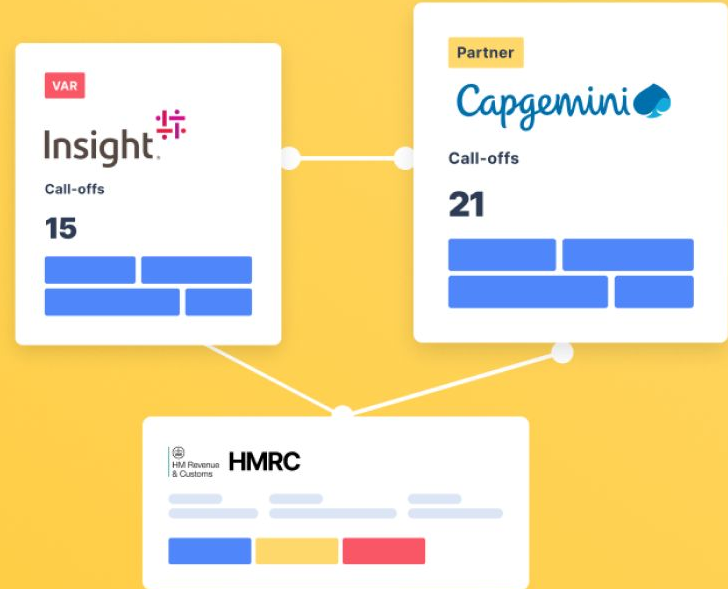 VAR
Insight.
Call-offs
15
Partner
Capgemini
Call-offs
21
HM Revenue
& Customs
HMRC